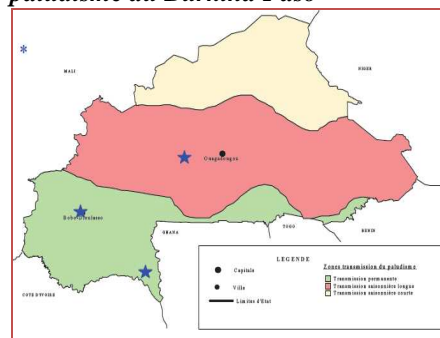 paludisme au Burkina Faso
*
MALI
NIGER
Ouagadougou
Bobo-Dioulasso
GHANA
TOGO
BENIN
COTE D'IVOIRE
LEGENDE
Capitale
Ville
Limites d'Etat
Zones transmission du paludisme
Transmission permanente
Transmission saisonnière longue
Transmission saisonnière courte